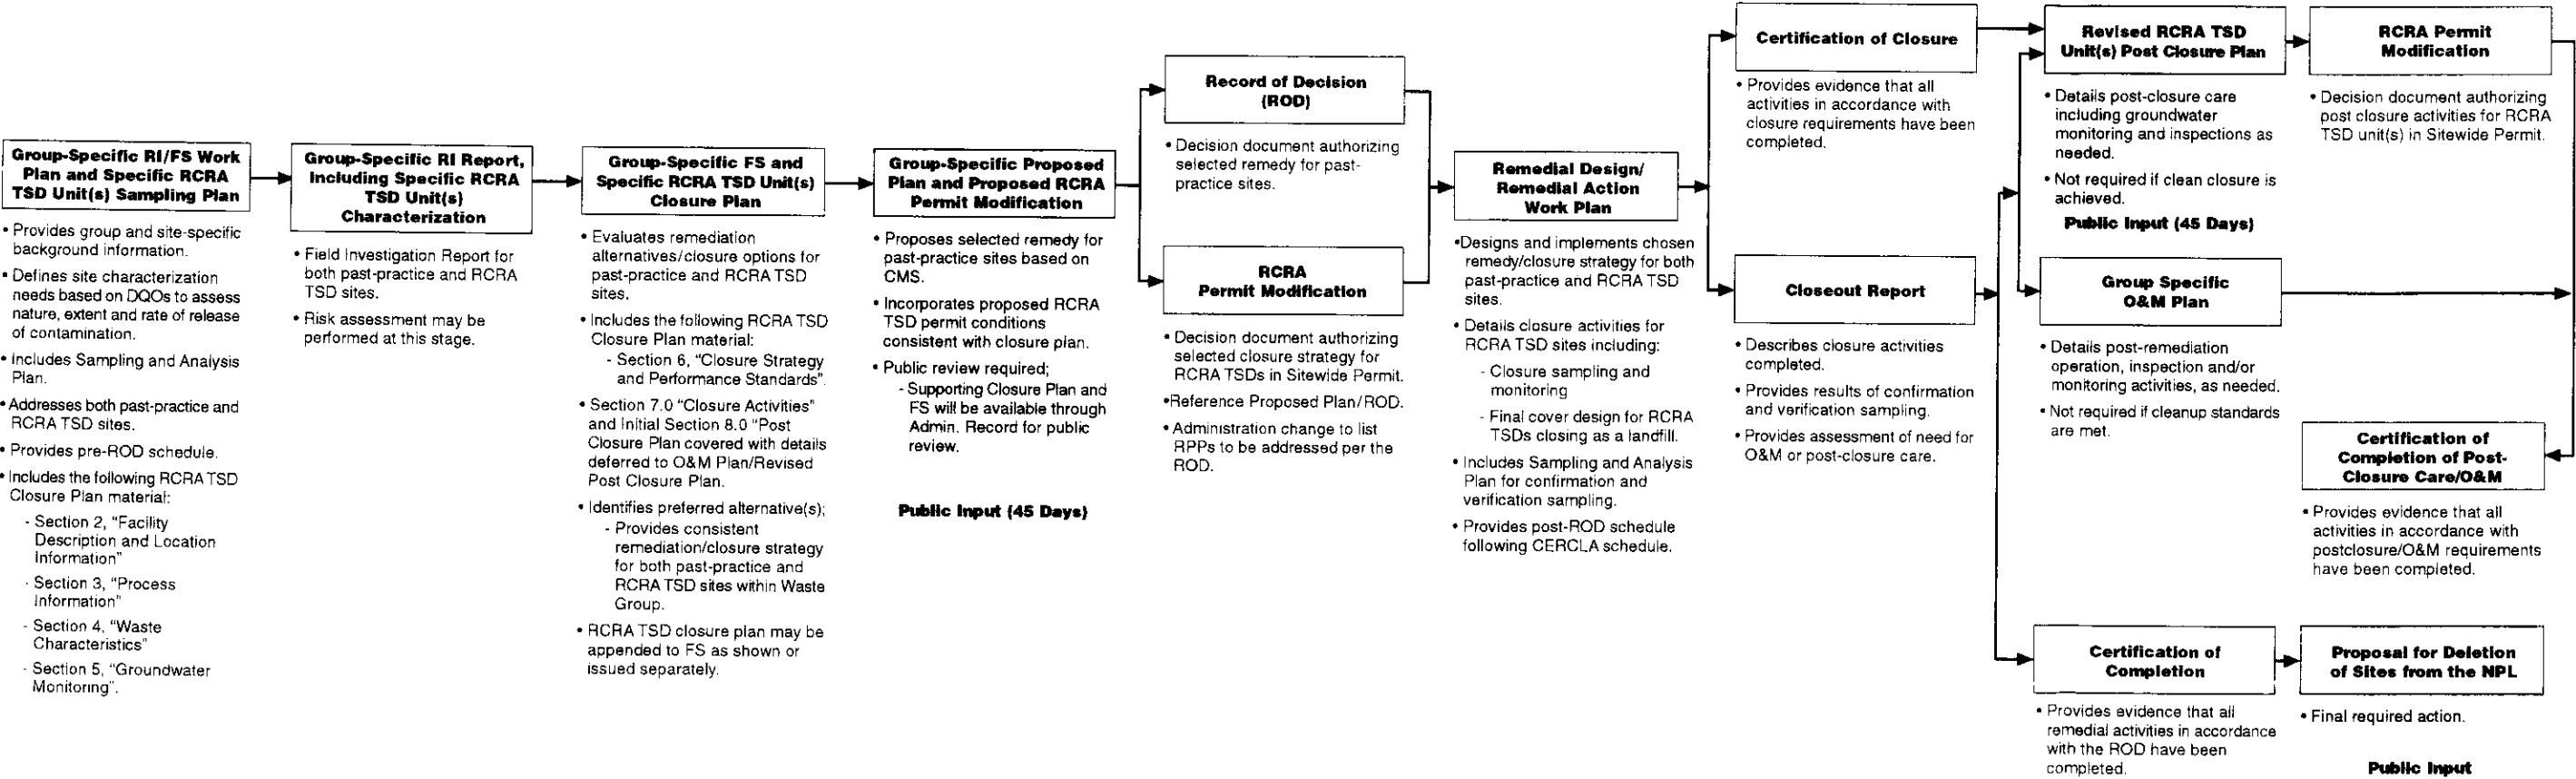 Group-Specific RI/FS Work
Plan and Specific RCRA
TSD Unit(s) Sampling Plan
• Provides group and site-specific
background information.
• Defines site characterization
needs based on DQOs to assess
nature, extent and rate of release
of contamination.
• Includes Sampling and Analysis
Plan.
• Addresses both past-practice and
RCRA TSD sites.
• Provides pre-ROD schedule.
• Includes the following RCRA TSD
Closure Plan material:
- Section 2, "Facility
Description and Location
Information"
- Section 3, "Process
Information"
- Section 4, "Waste
Characteristics"
- Section 5, "Groundwater
Monitoring".
Group-Specific RI Report,
Including Specific RCRA
TSD Unit(s)
Characterization
• Field Investigation Report for
both past-practice and RCRA
TSD sites.
• Risk assessment may be
performed at this stage.
Group-Specific FS and
Specific RCRA TSD Unit(s)
Closure Plan
• Evaluates remediation
alternatives/closure options for
past-practice and RCRA TSD
sites.
• Includes the following RCRA TSD
Closure Plan material:
- Section 6, "Closure Strategy
and Performance Standards".
• Section 7.0 "Closure Activities"
and Initial Section 8.0 "Post
Closure Plan covered with details
deferred to O&M Plan/Revised
Post Closure Plan.
• Identifies preferred alternative(s);
- Provides consistent
remediation/closure strategy
for both past-practice and
RCRA TSD sites within Waste
Group.
• RCRA TSD closure plan may be
appended to FS as shown or
issued separately.
Group-Specific Proposed
Plan and Proposed RCRA
Permit Modification
• Proposes selected remedy for
past-practice sites based on
CMS.
• Incorporates proposed RCRA
TSD permit conditions
consistent with closure plan.
• Public review required;
- Supporting Closure Plan and
FS will be available through
Admin. Record for public
review.
Public Input (45 Days)
Record of Decision
(ROD)
• Decision document authorizing
selected remedy for past-
practice sites.
RCRA
Permit Modification
• Decision document authorizing
selected closure strategy for
RCRA TSDs in Sitewide Permit.
•Reference Proposed Plan/ROD.
• Administration change to list
RPPs to be addressed per the
ROD.
Remedial Design/
Remedial Action
Work Plan
•Designs and implements chosen
remedy/closure strategy for both
past-practice and RCRA TSD
sites.
• Details closure activities for
RCRA TSD sites including:
- Closure sampling and
monitoring
- Final cover design for RCRA
TSDs closing as a landfill.
• Includes Sampling and Analysis
Plan for confirmation and
verification sampling.
• Provides post-ROD schedule
following CERCLA schedule.
Certification of Closure
• Provides evidence that all
activities in accordance with
closure requirements have been
completed.
Closeout Report
• Describes closure activities
completed.
• Provides results of confirmation
and verification sampling.
• Provides assessment of need for
O&M or post-closure care.
Revised RCRA TSD
Unit(s) Post Closure Plan
• Details post-closure care
including groundwater
monitoring and inspections as
needed.
• Not required if clean closure is
achieved.
Public Input (45 Days)
Group Specific
O&M Plan
• Details post-remediation
operation, inspection and/or
monitoring activities, as needed.
• Not required if cleanup standards
are met.
Certification of
Completion
• Provides evidence that all
remedial activities in accordance
with the ROD have been
completed.
RCRA Permit
Modification
• Decision document authorizing
post closure activities for RCRA
TSD unit(s) in Sitewide Permit.
Certification of
Completion of Post-
Closure Care/O&M
• Provides evidence that all
activities in accordance with
postclosure/O&M requirements
have been completed.
Proposal for Deletion
of Sites from the NPL
• Final required action.
Public Input